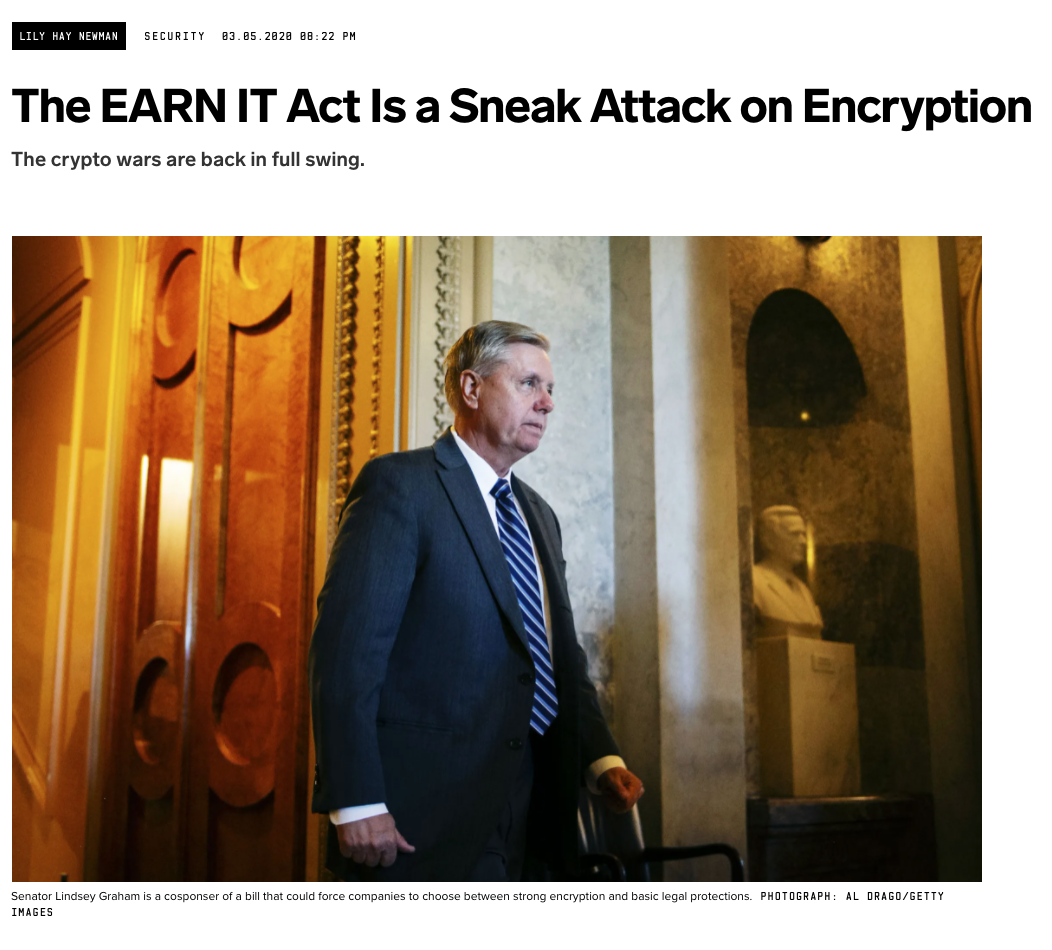 LILY HAY NEWMAN SECURITY 03.05.2020 08:22 PM
The EARN IT Act Is a Sneak Attack on Encryption
The crypto wars are back in full swing.
Senator Lindsey Graham is a cosponser of a bill that could force companies to choose between strong encryption and basic legal protections. PHOTOGRAPH: AL DRAGO/GETTY
IMAGES